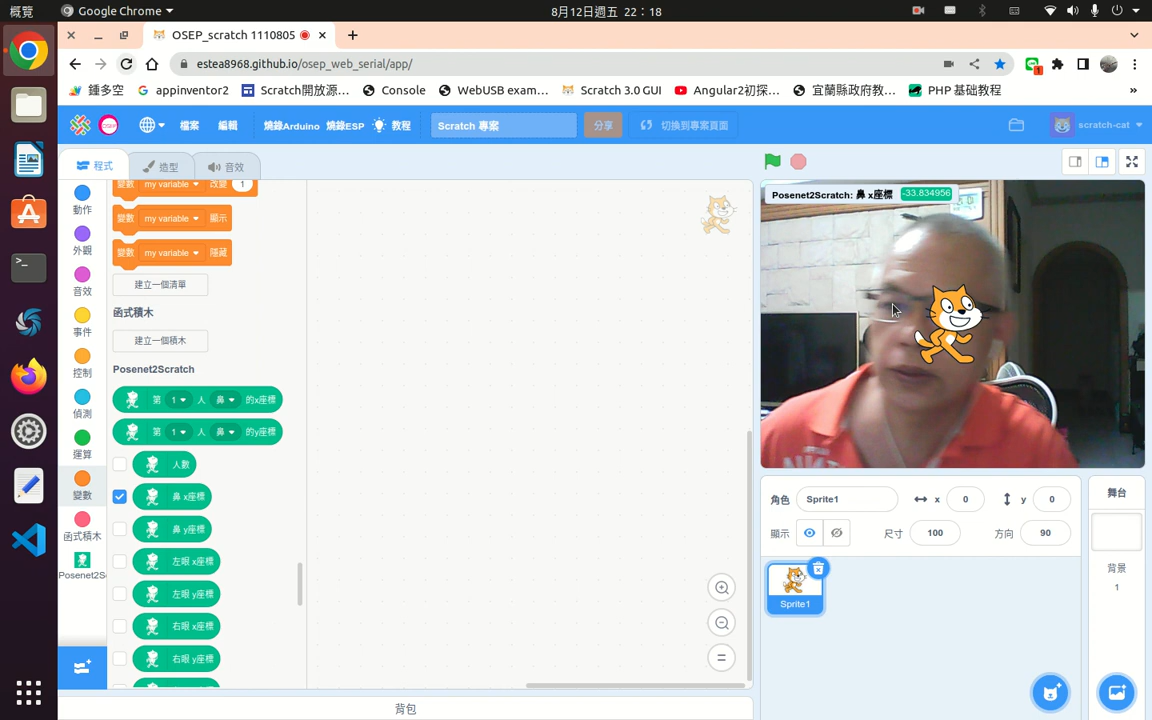 概覽
Google Chrome
8月12日週五 22：18
OSEP_scratch 1110805
estea8968.github.io/osep_web_serial/app/
鍾多空
appinventor2
Scratch開放源…
Console
WebUSB exam…
Scratch 3.0 GUI
Angular2初探…
宜蘭縣政府教…
PHP 基础教程
»
OSEP
檔案
編輯
燒錄Arduino
燒錄ESP
教程
Scratch 專案
分享
切換到專案頁面
scratch-cat
程式
造型
音效
動作
外觀
音效
事件
控制
偵測
運算
變數
函式積木
Posenet2S
變數 my variable 改變 1
變數 my variable 顯示
變數 my variable 隱藏
建立一個清單
函式積木
建立一個積木
Posenet2Scratch
第 1 人 鼻 的x座標
第 1 人 鼻 的y座標
人數
鼻 x座標
鼻 y座標
左眼 x座標
左眼 y座標
右眼 x座標
右眼 y座標
背包
Posenet2Scratch: 鼻 x座標 -33.834956
角色 Sprite1 x 0 y 0
顯示 尺寸 100 方向 90
Sprite1
舞台
背景
1